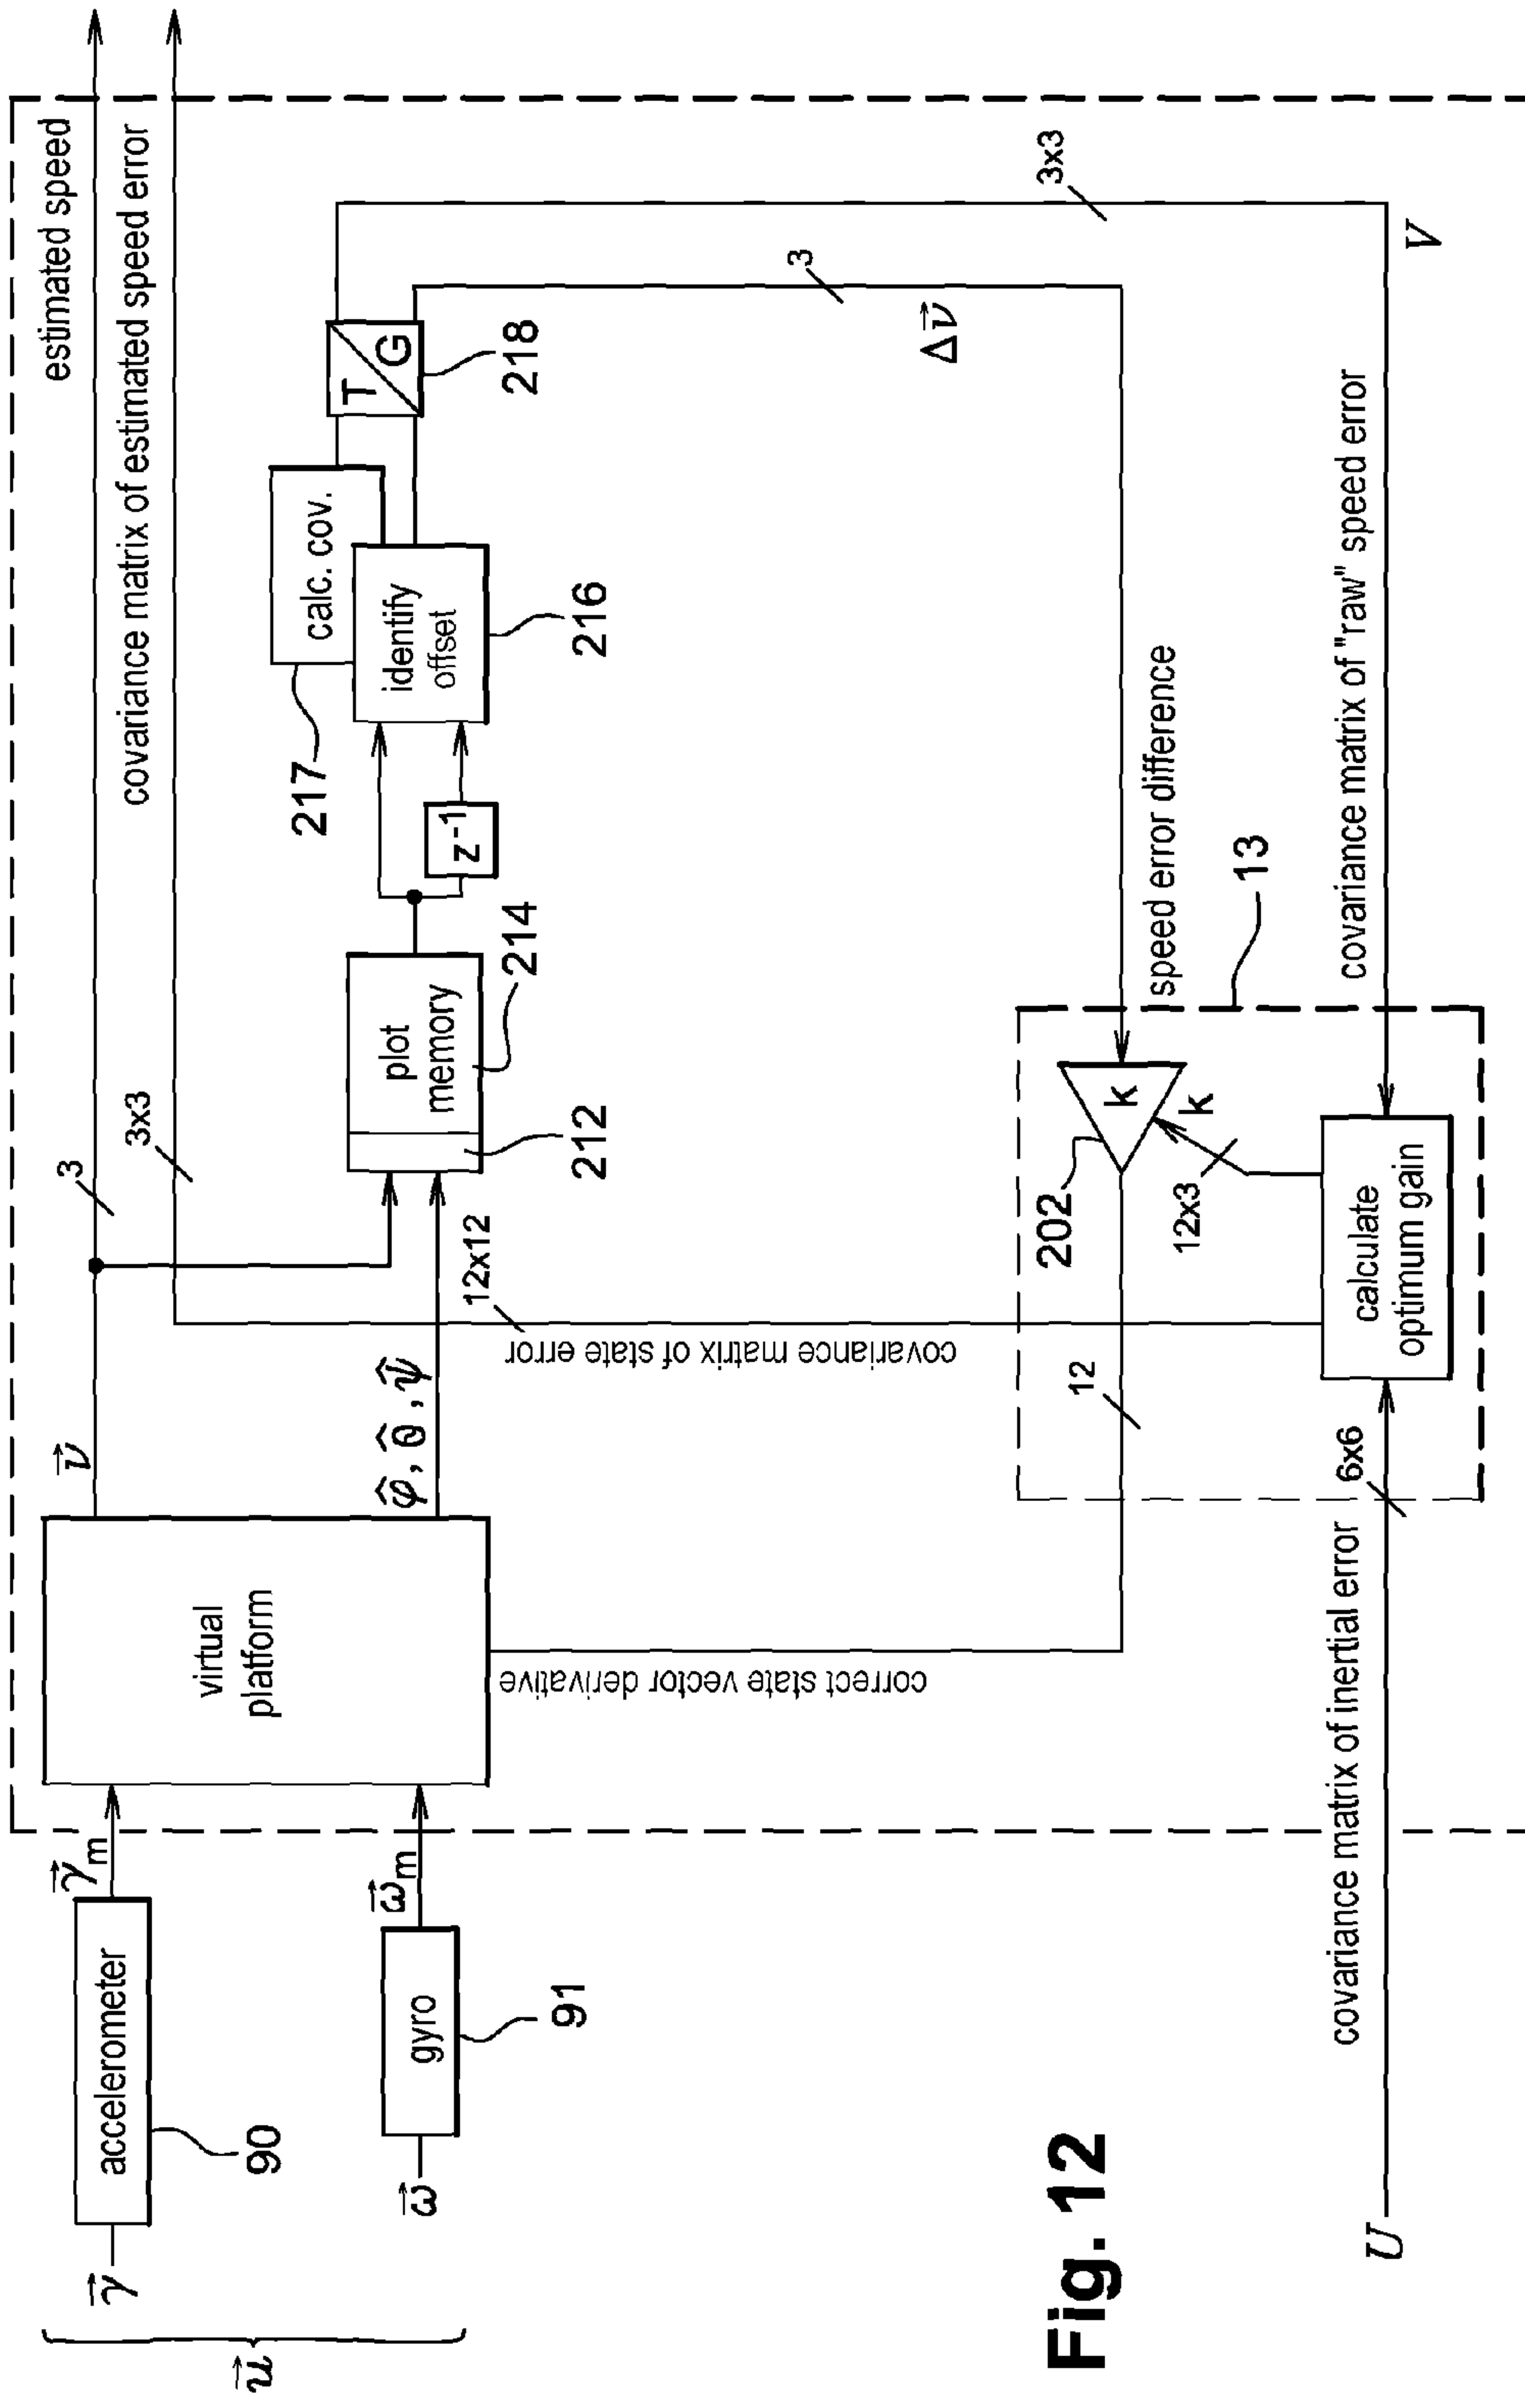 estimated speed
covariance matrix of estimated speed error
3
3x3
ν⃗
φ̂, θ̂, ψ̂
u⃗
γ⃗
accelerometer
90
γ⃗m
ω⃗
gyro
91
ω⃗m
virtual
platform
correct state vector derivative
12x12
covariance matrix of state error
212
plot
memory
214
z-1
217
calc. cov.
identify
offset
216
T
G
218
3
3x3
Δν⃗
speed error difference
13
202
k
k
12
12x3
calculate
optimum gain
covariance matrix of "raw" speed error
V
U
covariance matrix of inertial error
6x6
Fig. 12